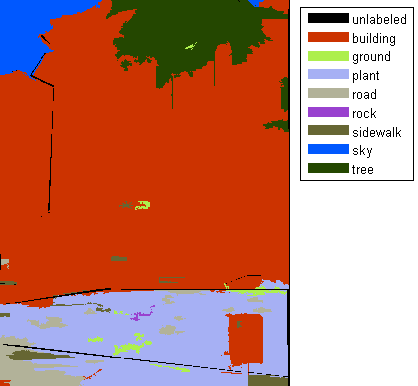 unlabeled
building
ground
plant
road
rock
sidewalk
sky
tree